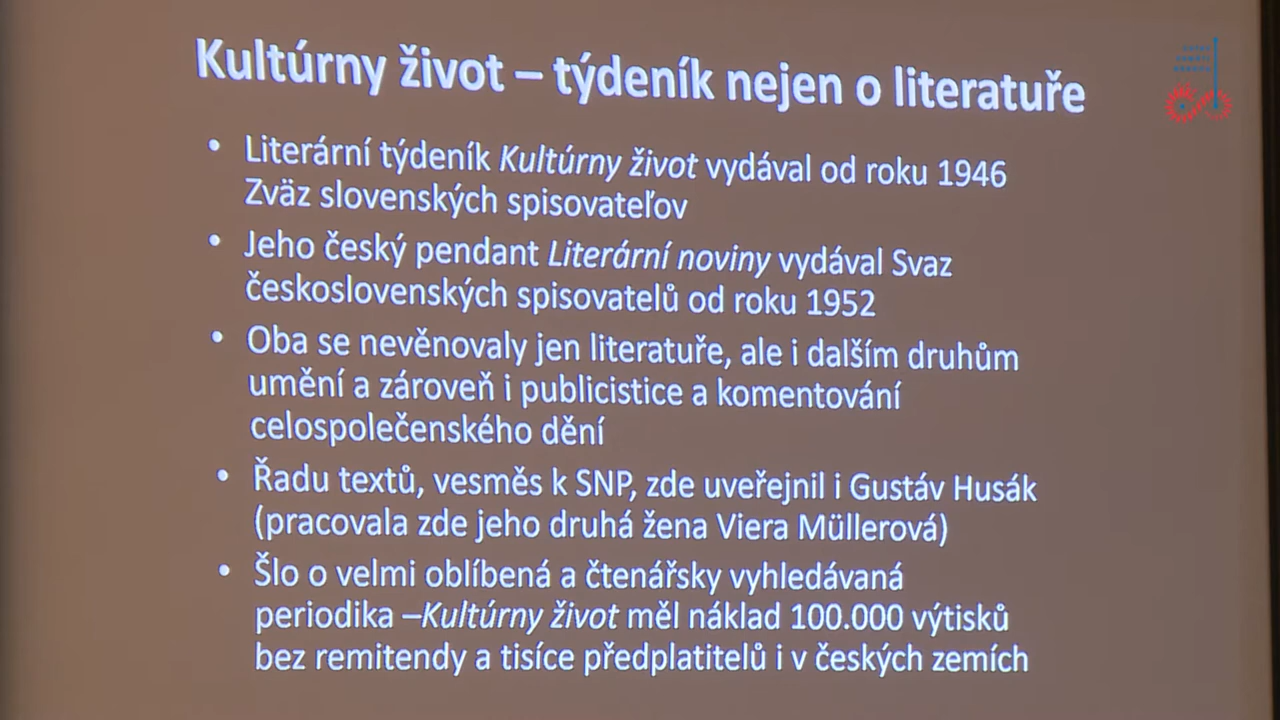 Kultúrny život – týdeník nejen o literatuře
• Literární týdeník Kultúrny život vydával od roku 1946
Zväz slovenských spisovateľov
• Jeho český pendant Literární noviny vydával Svaz
československých spisovatelů od roku 1952
• Oba se nevěnovaly jen literatuře, ale i dalším druhům
umění a zároveň i publicistice a komentování
celospolečenského dění
• Řadu textů, vesměs k SNP, zde uveřejnil i Gustáv Husák
(pracovala zde jeho druhá žena Viera Müllerová)
• Šlo o velmi oblíbená a čtenářsky vyhledávaná
periodika –Kultúrny život měl náklad 100.000 výtisků
bez remitendy a tisíce předplatitelů i v českých zemích